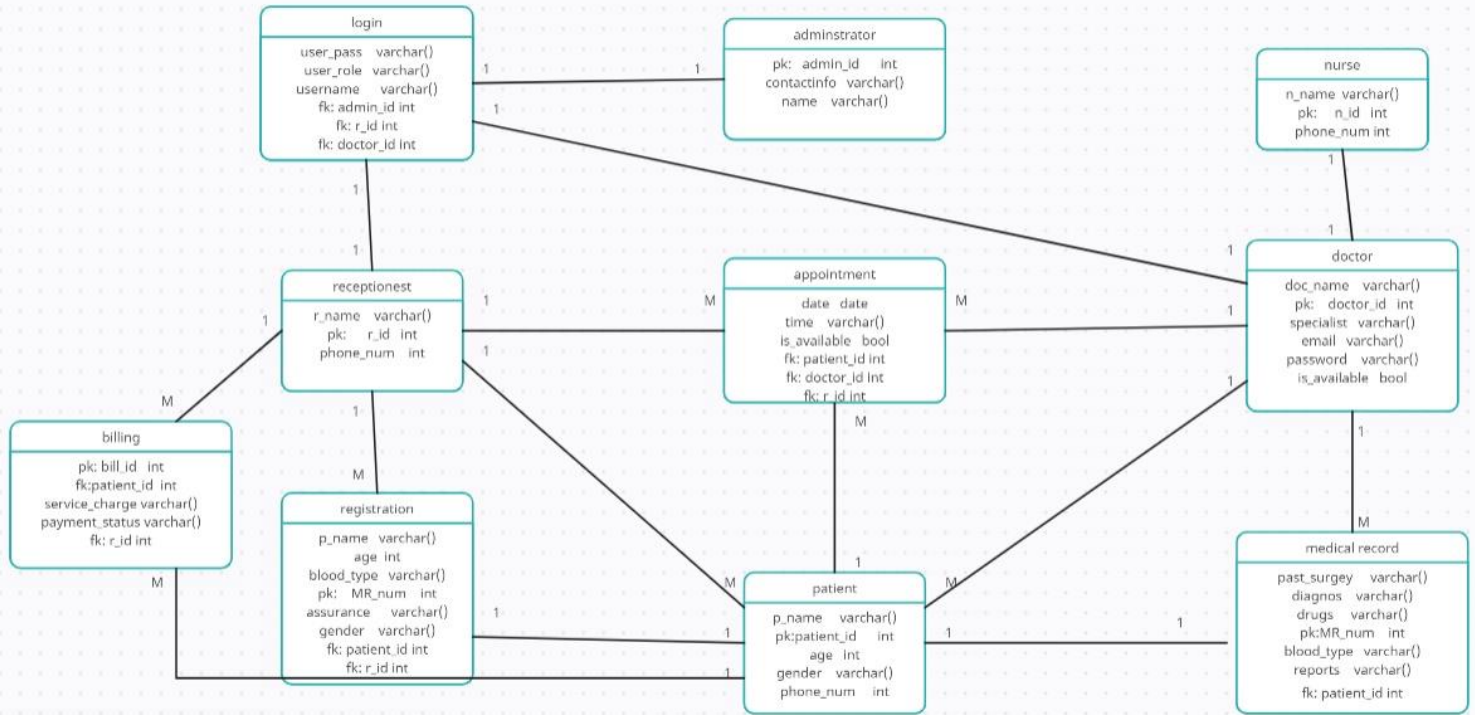 login
user_pass varchar()
user_role varchar()
username varchar()
fk: admin_id int
fk: r_id int
fk: doctor_id int
1
1
1
1
adminstrator
pk: admin_id int
contactinfo varchar()
name varchar()
nurse
n_name varchar()
pk: n_id int
phone_num int
1
1
1
1
receptionest
r_name varchar()
pk: r_id int
phone_num int
1
1
1
1
M
appointment
date date
time varchar()
is_available bool
fk: patient_id int
fk: doctor_id int
fk: r_id int
M
M
1
1
doctor
doc_name varchar()
pk: doctor_id int
specialist varchar()
email varchar()
password varchar()
is_available bool
1
M
billing
pk: bill_id int
fk:patient_id int
service_charge varchar()
payment_status varchar()
fk: r_id int
M
M
registration
p_name varchar()
age int
blood_type varchar()
pk: MR_num int
assurance varchar()
gender varchar()
fk: patient_id int
fk: r_id int
1
M
1
1
1
M
patient
p_name varchar()
pk:patient_id int
age int
gender varchar()
phone_num int
1
1
M
medical record
past_surgey varchar()
diagnos varchar()
drugs varchar()
pk:MR_num int
blood_type varchar()
reports varchar()
fk: patient_id int